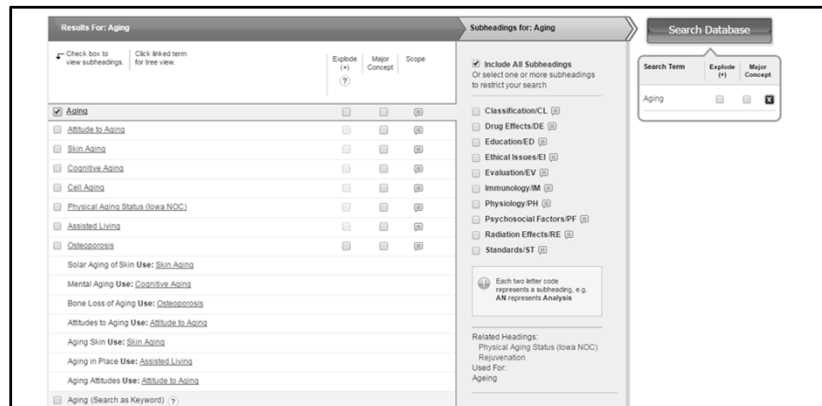 Results For: Aging
Check box to
view subheadings.
Click linked term
for tree view.
Explode
(+)
?
Major
Concept
Scope
Aging
Attitude to Aging
Skin Aging
Cognitive Aging
Cell Aging
Physical Aging Status (Iowa NOC)
Assisted Living
Osteoporosis
Solar Aging of Skin Use: Skin Aging
Mental Aging Use: Cognitive Aging
Bone Loss of Aging Use: Osteoporosis
Attitudes to Aging Use: Attitude to Aging
Aging Skin Use: Skin Aging
Aging in Place Use: Assisted Living
Aging Attitudes Use: Attitude to Aging
Aging (Search as Keyword) ?
Subheadings for: Aging
Include All Subheadings
Or select one or more subheadings
to restrict your search
Classification/CL
Drug Effects/DE
Education/ED
Ethical Issues/EI
Evaluation/EV
Immunology/IM
Physiology/PH
Psychosocial Factors/PF
Radiation Effects/RE
Standards/ST
Each two letter code
represents a subheading, e.g.
AN represents Analysis
Related Headings:
Physical Aging Status (Iowa NOC)
Rejuvenation
Used For:
Ageing
Search Database
Search Term
Explode
(+)
Major
Concept
Aging
X